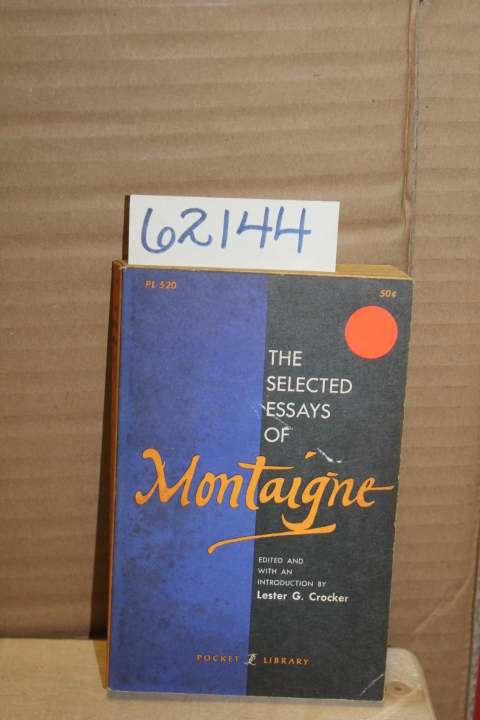 62144
PL 520
50¢
THE
SELECTED
ESSAYS
OF
Montaigne
EDITED AND
WITH AN
INTRODUCTION BY
Lester G. Crocker
POCKET LIBRARY